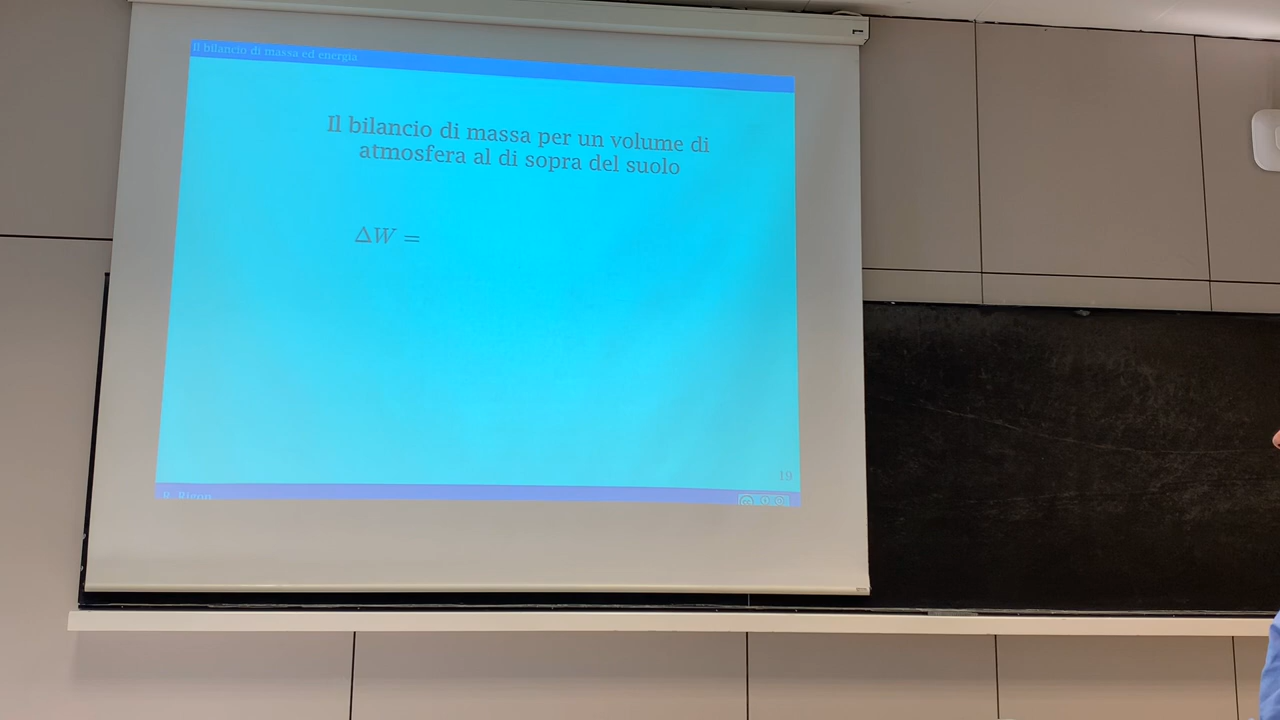 Il bilancio di massa ed energia
Il bilancio di massa per un volume di
atmosfera al di sopra del suolo
ΔW =
19
R. Rigon